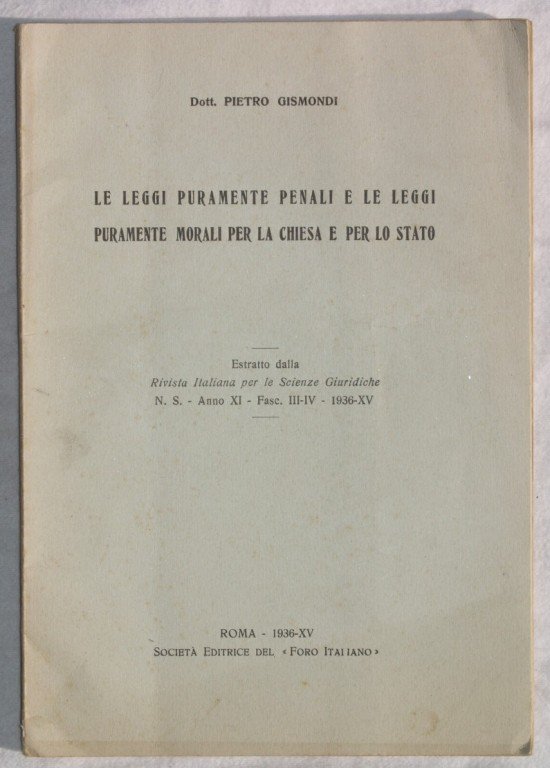 Dott. PIETRO GISMONDI
LE LEGGI PURAMENTE PENALI E LE LEGGI
PURAMENTE MORALI PER LA CHIESA E PER LO STATO
Estratto dalla
Rivista Italiana per le Scienze Giuridiche
N. S. - Anno XI - Fasc. III-IV - 1936-XV
ROMA - 1936-XV
SOCIETÀ EDITRICE DEL « FORO ITALIANO »